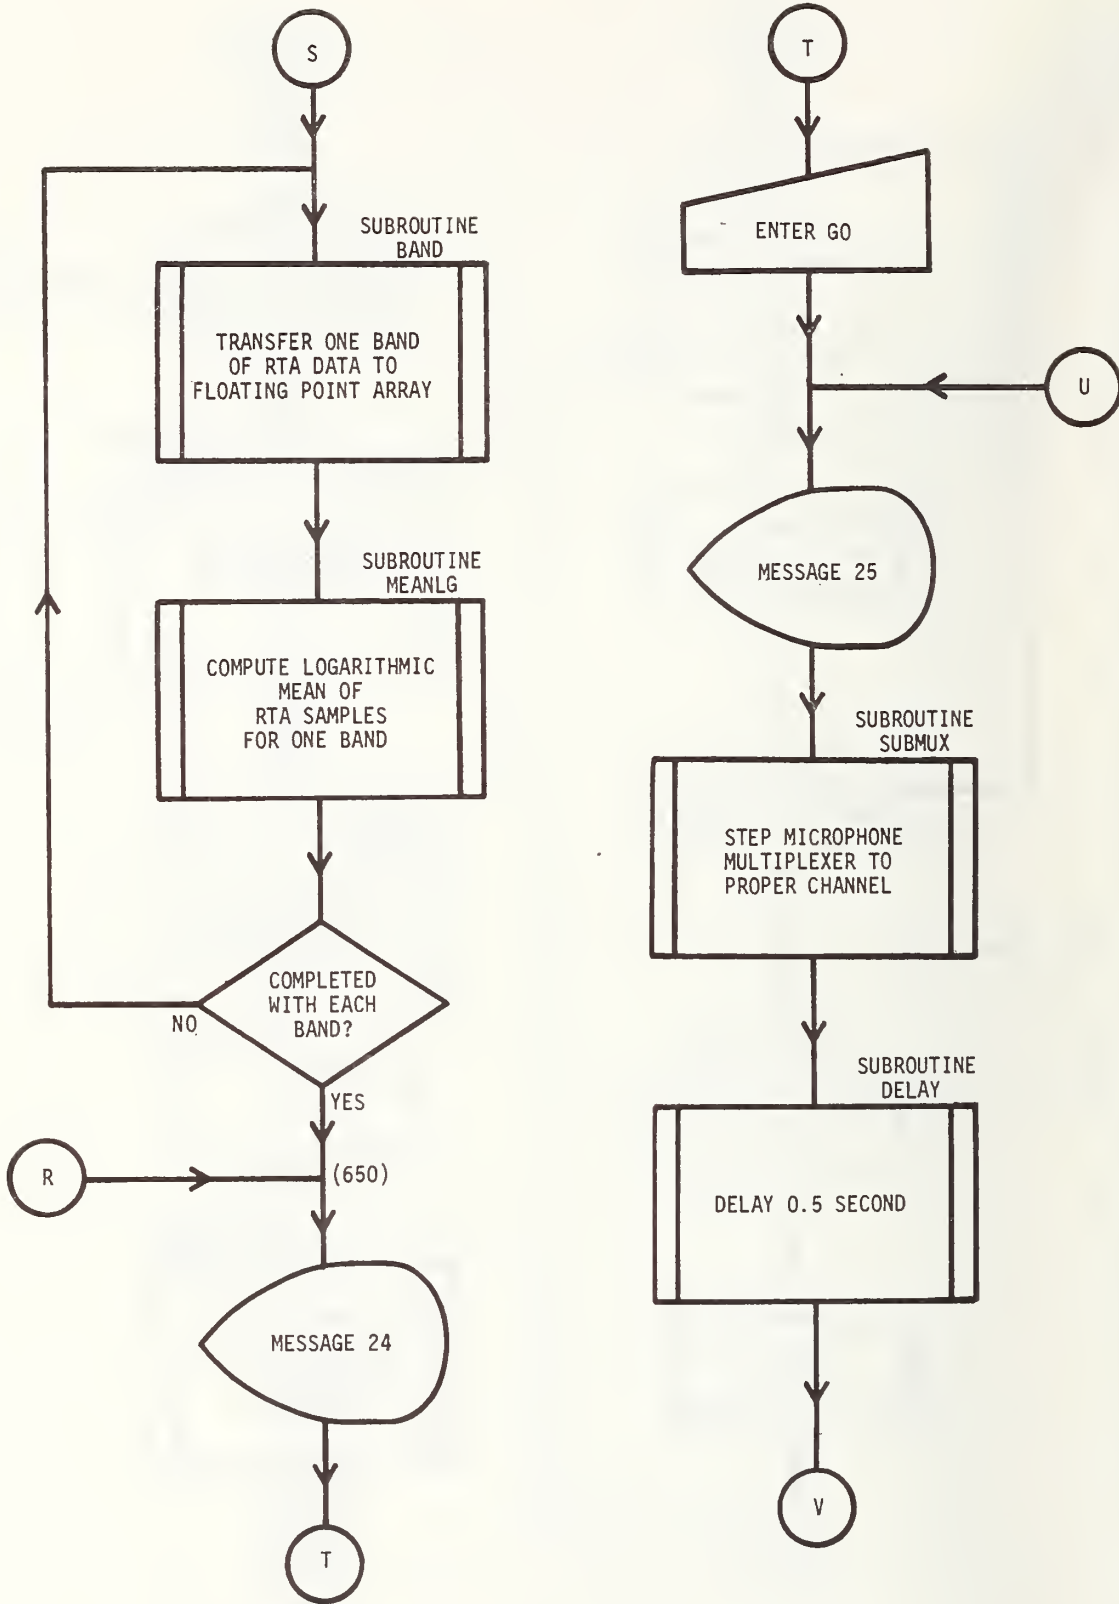 S
SUBROUTINE
BAND
TRANSFER ONE BAND
OF RTA DATA TO
FLOATING POINT ARRAY
SUBROUTINE
MEANLG
COMPUTE LOGARITHMIC
MEAN OF
RTA SAMPLES
FOR ONE BAND
COMPLETED
WITH EACH
BAND?
NO
YES
R
(650)
MESSAGE 24
T
T
ENTER GO
U
MESSAGE 25
SUBROUTINE
SUBMUX
STEP MICROPHONE
MULTIPLEXER TO
PROPER CHANNEL
SUBROUTINE
DELAY
DELAY 0.5 SECOND
V